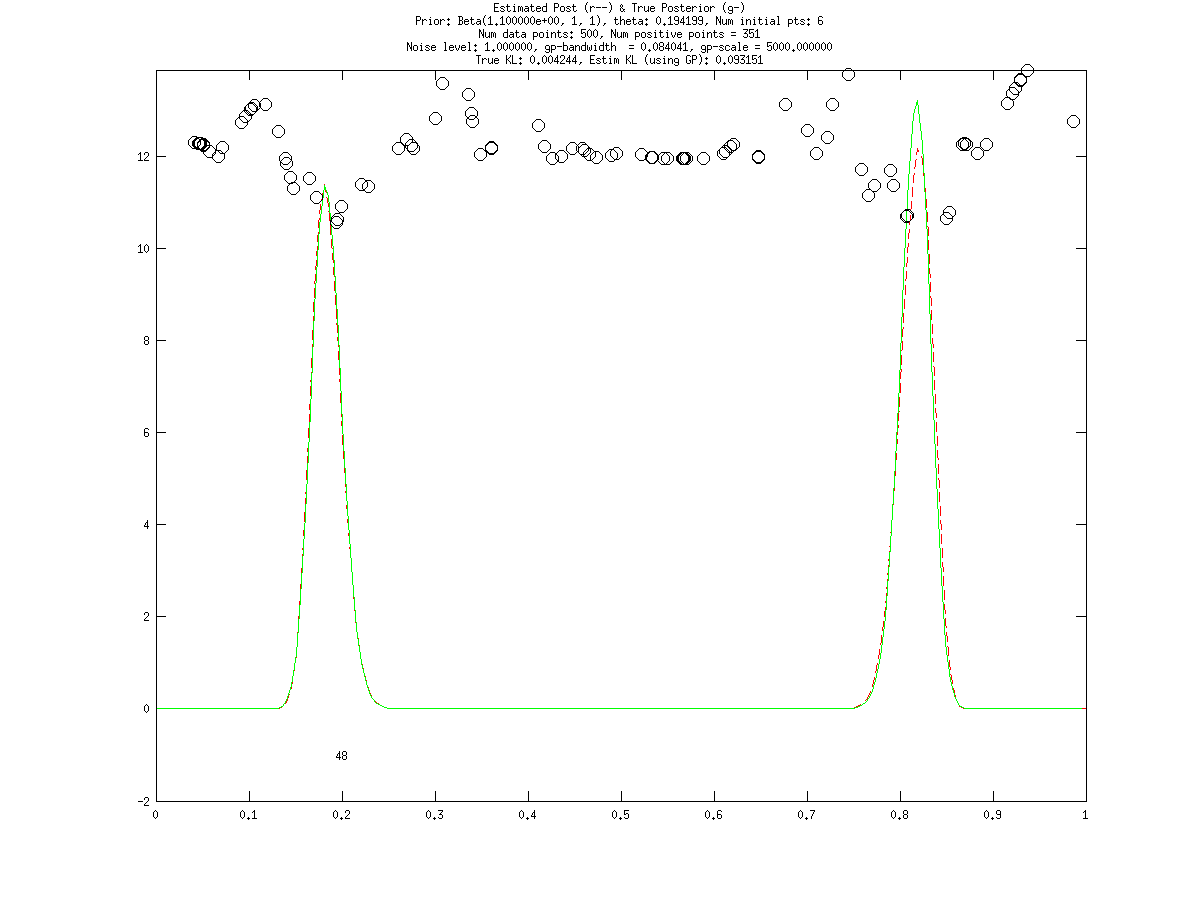 Estimated Post (r--) & True Posterior (g-)
Prior: Beta(1.100000e+00, 1, 1), theta: 0.194199, Num initial pts: 6
Num data points: 500, Num positive points = 351
Noise level: 1.000000, gp-bandwidth  = 0.084041, gp-scale = 5000.000000
True KL: 0.004244, Estim KL (using GP): 0.093151
12
10
8
6
4
2
0
48
-2
0 0.1 0.2 0.3 0.4 0.5 0.6 0.7 0.8 0.9 1